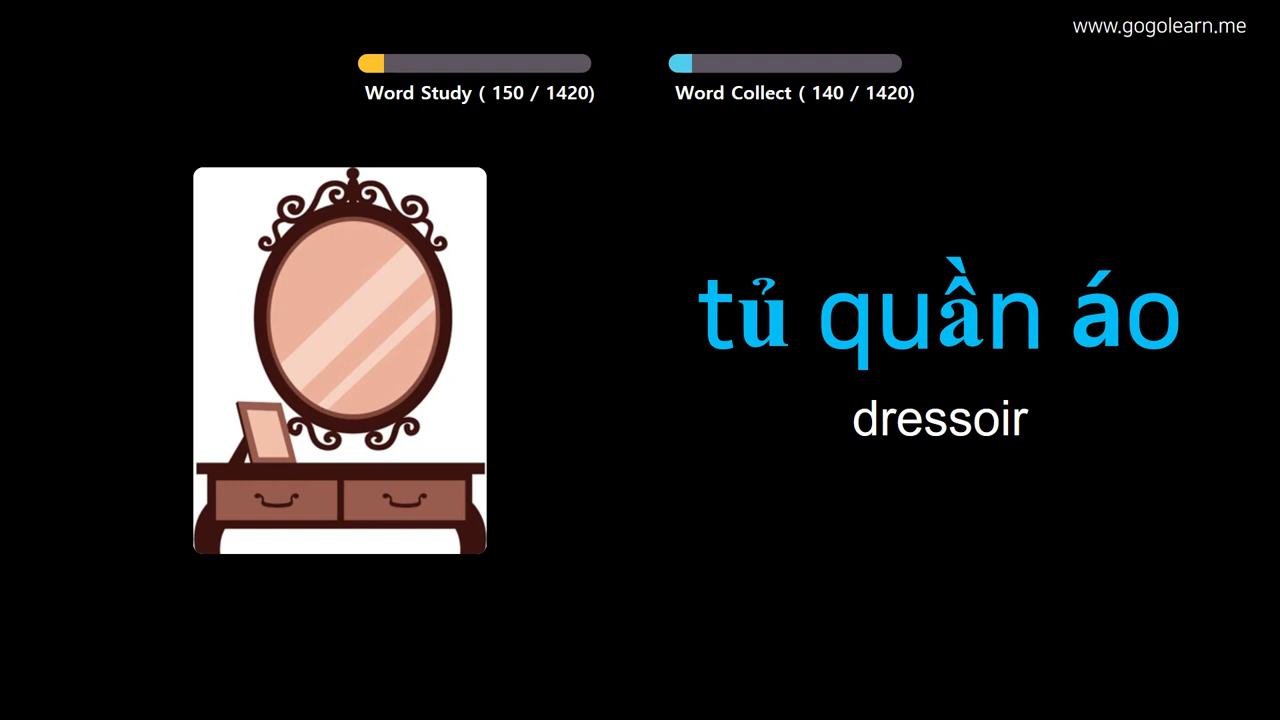 www.gogolearn.me
Word Study ( 150 / 1420)
Word Collect ( 140 / 1420)
tủ quần áo
dressoir